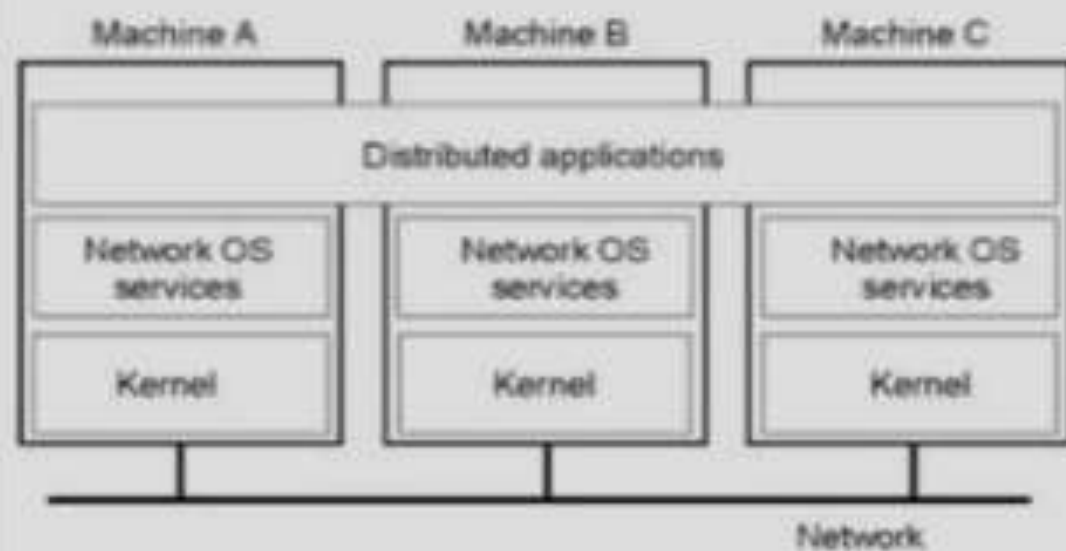 Machine A
Machine B
Machine C
Distributed applications
Network OS
services
Network OS
services
Network OS
services
Kernel
Kernel
Kernel
Network